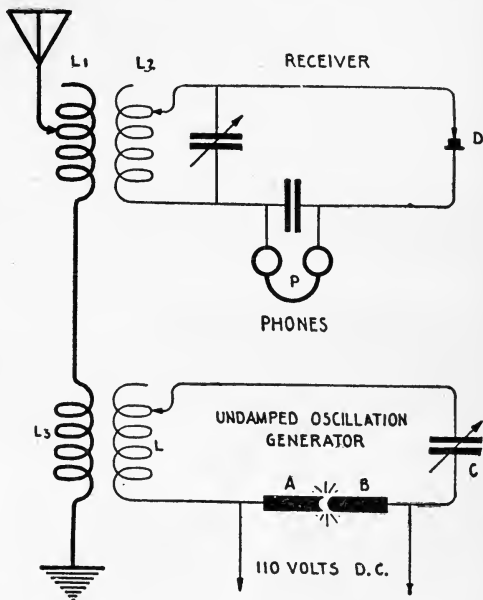 L1
L2
RECEIVER
D
P
PHONES
L3
L
UNDAMPED OSCILLATION
GENERATOR
A
B
C
110 VOLTS D.C.